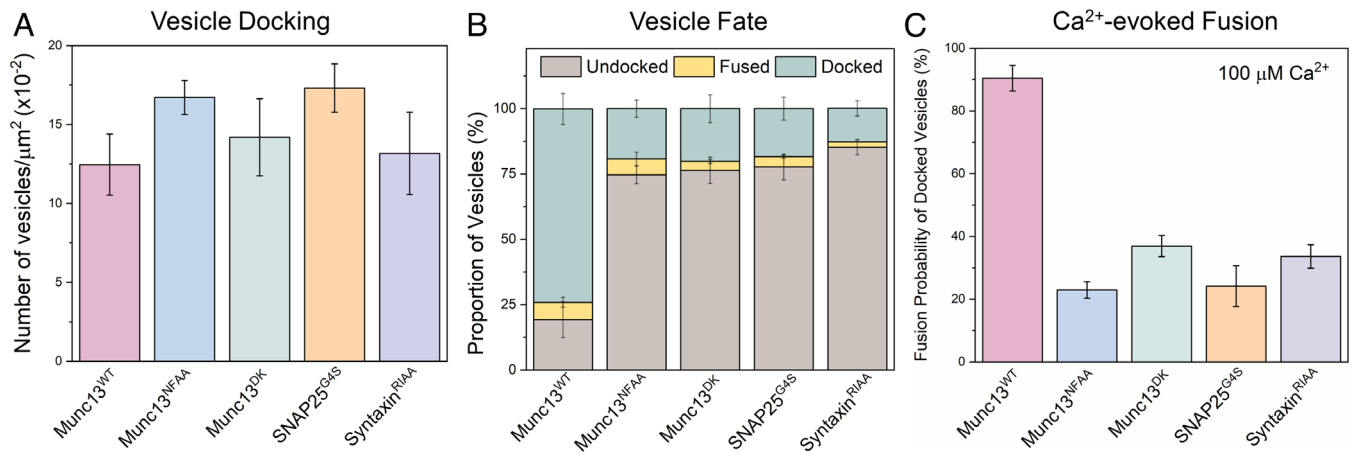 A
Vesicle Docking
Number of vesicles/μm² (x10⁻²)
20
15
10
5
0
Munc13ᵂᵀ
Munc13ᴺᶠᴬᴬ
Munc13ᴰᴷ
SNAP25ᴳ⁴ˢ
Syntaxinᴿᴵᴬᴬ
B
Vesicle Fate
Proportion of Vesicles (%)
Undocked Fused Docked
100
75
50
25
0
Munc13ᵂᵀ
Munc13ᴺᶠᴬᴬ
Munc13ᴰᴷ
SNAP25ᴳ⁴ˢ
Syntaxinᴿᴵᴬᴬ
C
Ca²⁺-evoked Fusion
Fusion Probability of Docked Vesicles (%)
100 μM Ca²⁺
100
80
60
40
20
0
Munc13ᵂᵀ
Munc13ᴺᶠᴬᴬ
Munc13ᴰᴷ
SNAP25ᴳ⁴ˢ
Syntaxinᴿᴵᴬᴬ